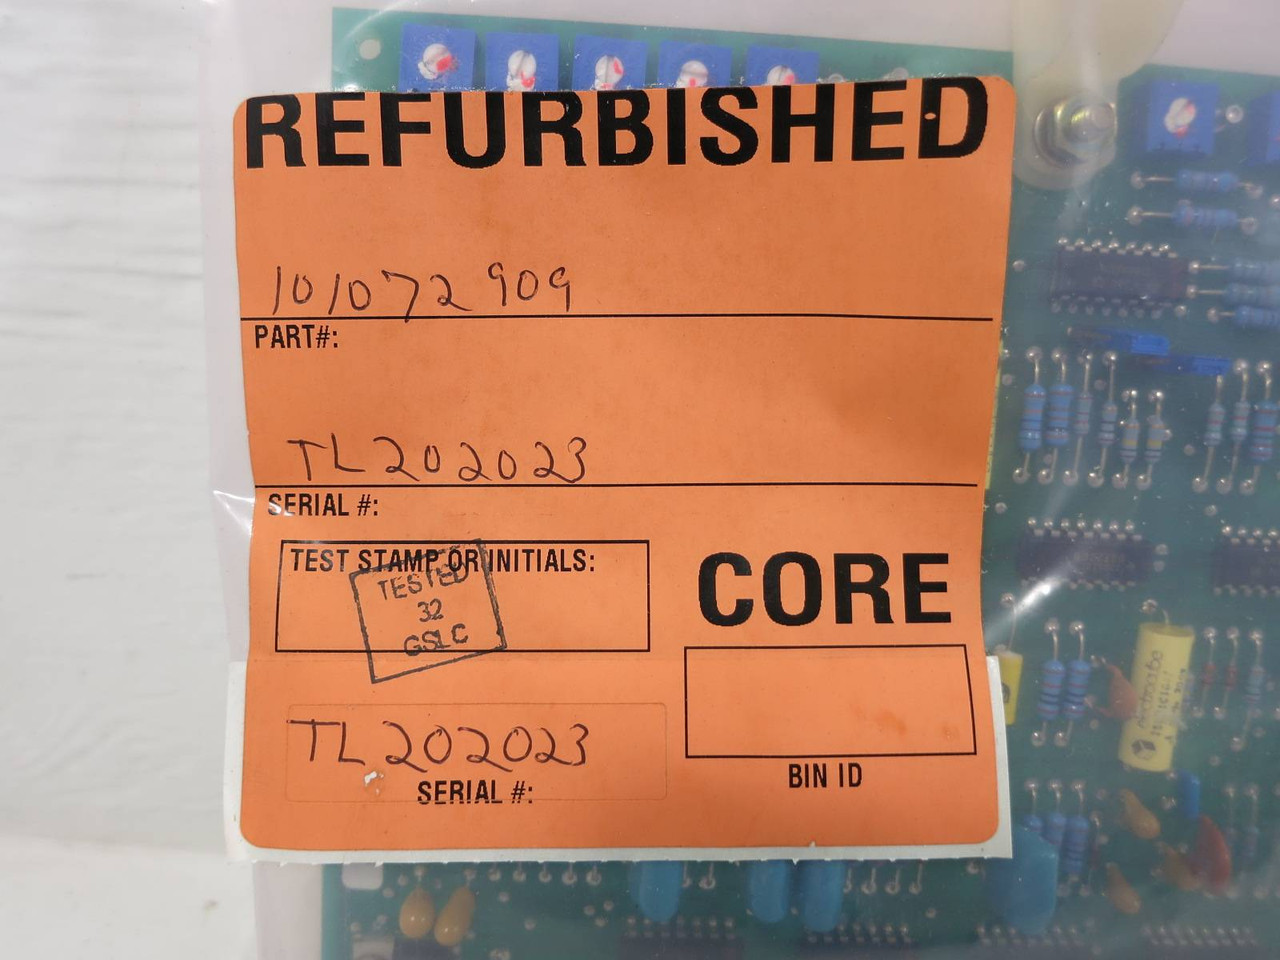 REFURBISHED
101072909
PART#:
TL202023
SERIAL #:
TEST STAMP OR INITIALS:
TESTED
32
GSLC
CORE
TL202023
SERIAL #:
BIN ID